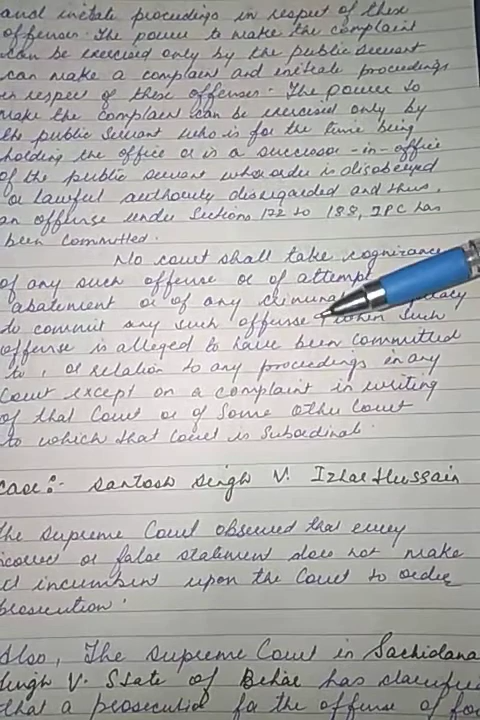 and initate proceedings in respect of these
offenses. The power to make the complaint
can be exercised only by the public servant
can make a complain and initiate proceedings
in respect of these offenses. The power to
make the complaint can be exercised only by
the public servant who is for the time being
holding the office or is a successor-in-office
of the public servant whose order is disobeyed
or lawful authority disregarded and thus,
an offense under Sections 172 to 188, IPC has
been committed.
No court shall take cognizance
of any such offense or of attempt
abatement or of any
to commit any such offense, when such
offense is alleged to have been committed
to, or relation to any proceedings in any
Court except on a complaint in writing
of that Court or of Some other Court
to which that Court is Subordinate.
case:- Santosh Singh V. Izhar Hussain
The Supreme Court observed that every
or false statement does not make
it incumbent upon the Court to order
prosecution.
Also, The Supreme Court in Sachidana
Singh V. State of Behar has
that a prosecution for the offense of